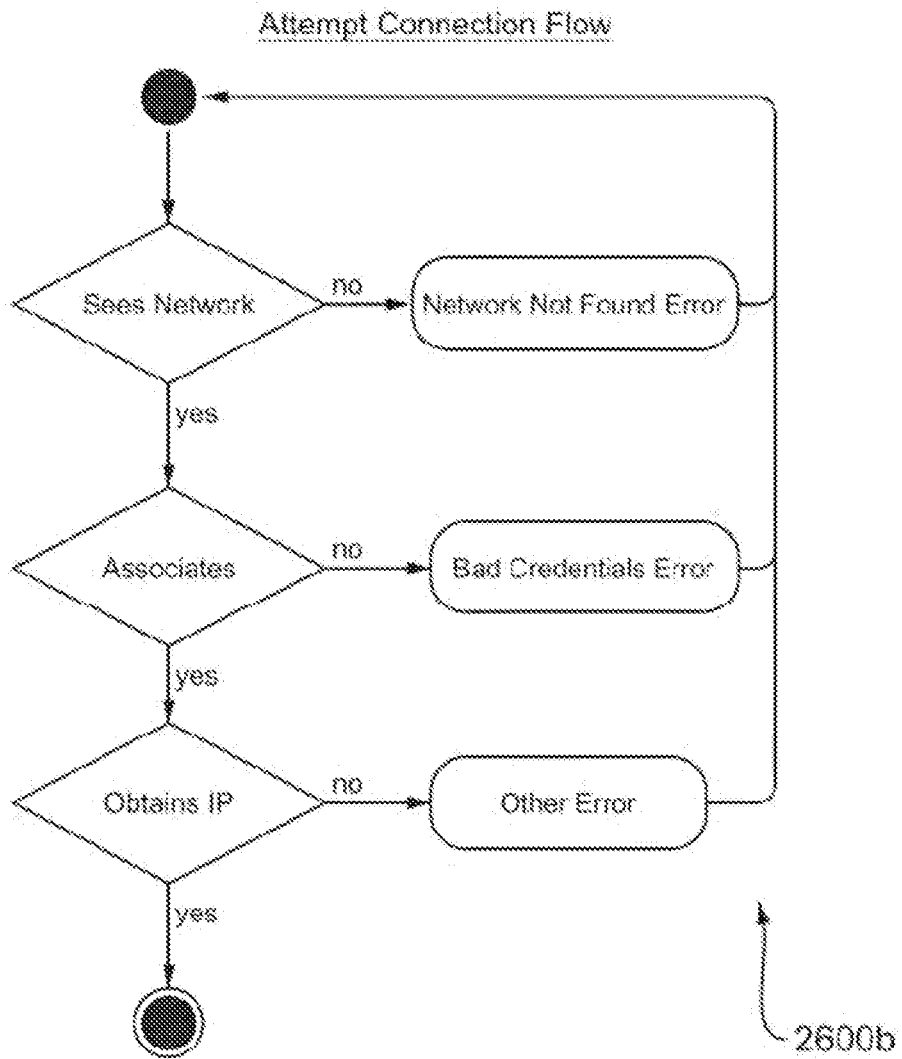 Attempt Connection Flow
Sees Network
no
Network Not Found Error
yes
Associates
no
Bad Credentials Error
yes
Obtains IP
no
Other Error
yes
2600b